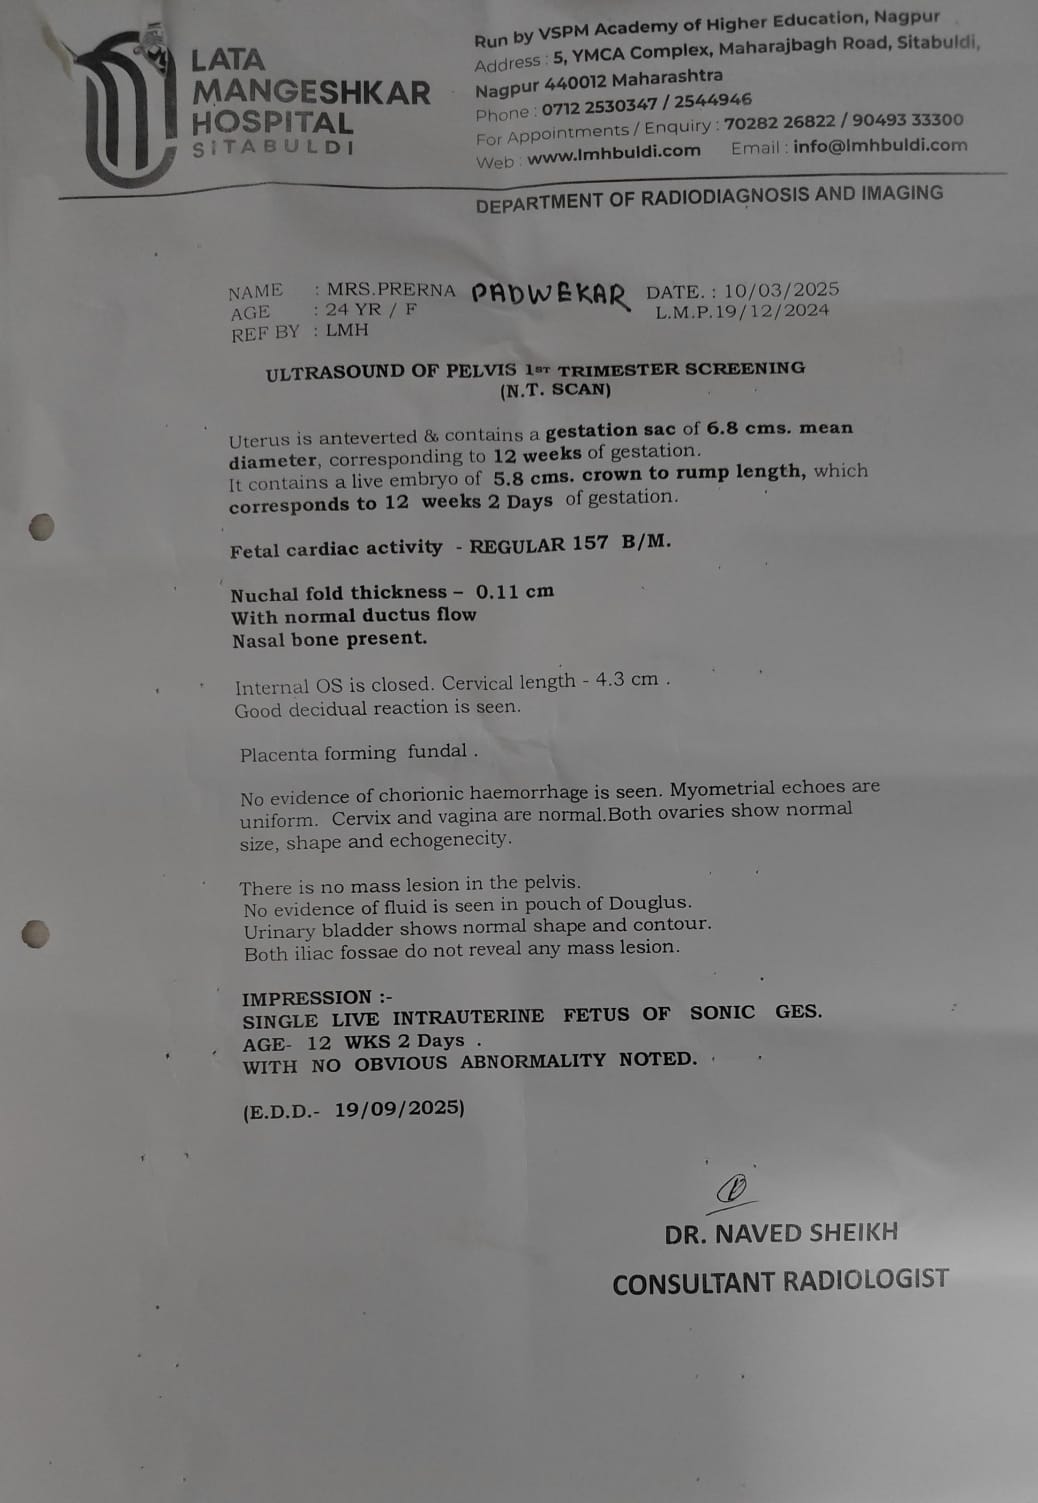 LATA
MANGESHKAR
HOSPITAL
SITABULDI
Run by VSPM Academy of Higher Education, Nagpur
Address : 5, YMCA Complex, Maharajbagh Road, Sitabuldi,
Nagpur 440012 Maharashtra
Phone : 0712 2530347 / 2544946
For Appointments / Enquiry : 70282 26822 / 90493 33300
Web : www.lmhbuldi.com Email : info@lmhbuldi.com
DEPARTMENT OF RADIODIAGNOSIS AND IMAGING
NAME : MRS.PRERNA PADWEKAR DATE. : 10/03/2025
AGE : 24 YR / F L.M.P.19/12/2024
REF BY : LMH
ULTRASOUND OF PELVIS 1ST TRIMESTER SCREENING
(N.T. SCAN)
Uterus is anteverted & contains a gestation sac of 6.8 cms. mean
diameter, corresponding to 12 weeks of gestation.
It contains a live embryo of 5.8 cms. crown to rump length, which
corresponds to 12 weeks 2 Days of gestation.
Fetal cardiac activity - REGULAR 157 B/M.
Nuchal fold thickness – 0.11 cm
With normal ductus flow
Nasal bone present.
Internal OS is closed. Cervical length - 4.3 cm .
Good decidual reaction is seen.
Placenta forming fundal .
No evidence of chorionic haemorrhage is seen. Myometrial echoes are
uniform. Cervix and vagina are normal.Both ovaries show normal
size, shape and echogenecity.
There is no mass lesion in the pelvis.
No evidence of fluid is seen in pouch of Douglus.
Urinary bladder shows normal shape and contour.
Both iliac fossae do not reveal any mass lesion.
IMPRESSION :-
SINGLE LIVE INTRAUTERINE FETUS OF SONIC GES.
AGE- 12 WKS 2 Days .
WITH NO OBVIOUS ABNORMALITY NOTED.
(E.D.D.- 19/09/2025)
DR. NAVED SHEIKH
CONSULTANT RADIOLOGIST